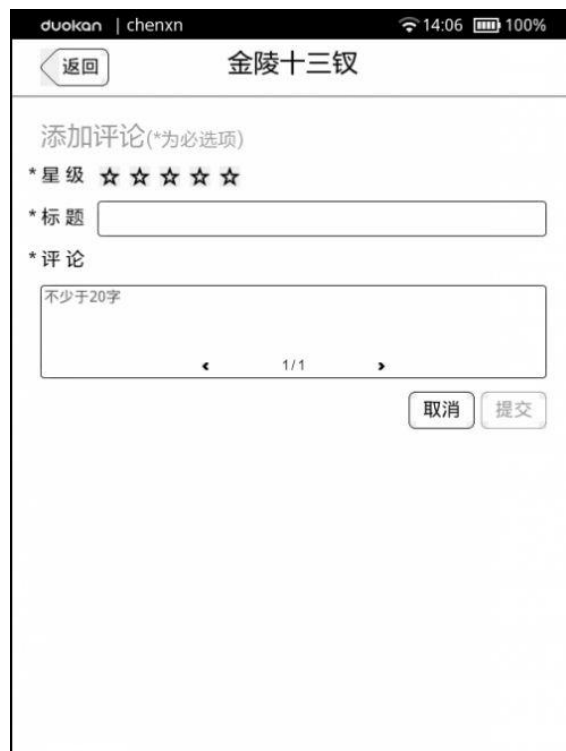 duokan | chenxn 14:06 100%
返回 金陵十三钗
添加评论(*为必选项)
*星级
*标题
*评论
不少于20字
1/1
取消 提交